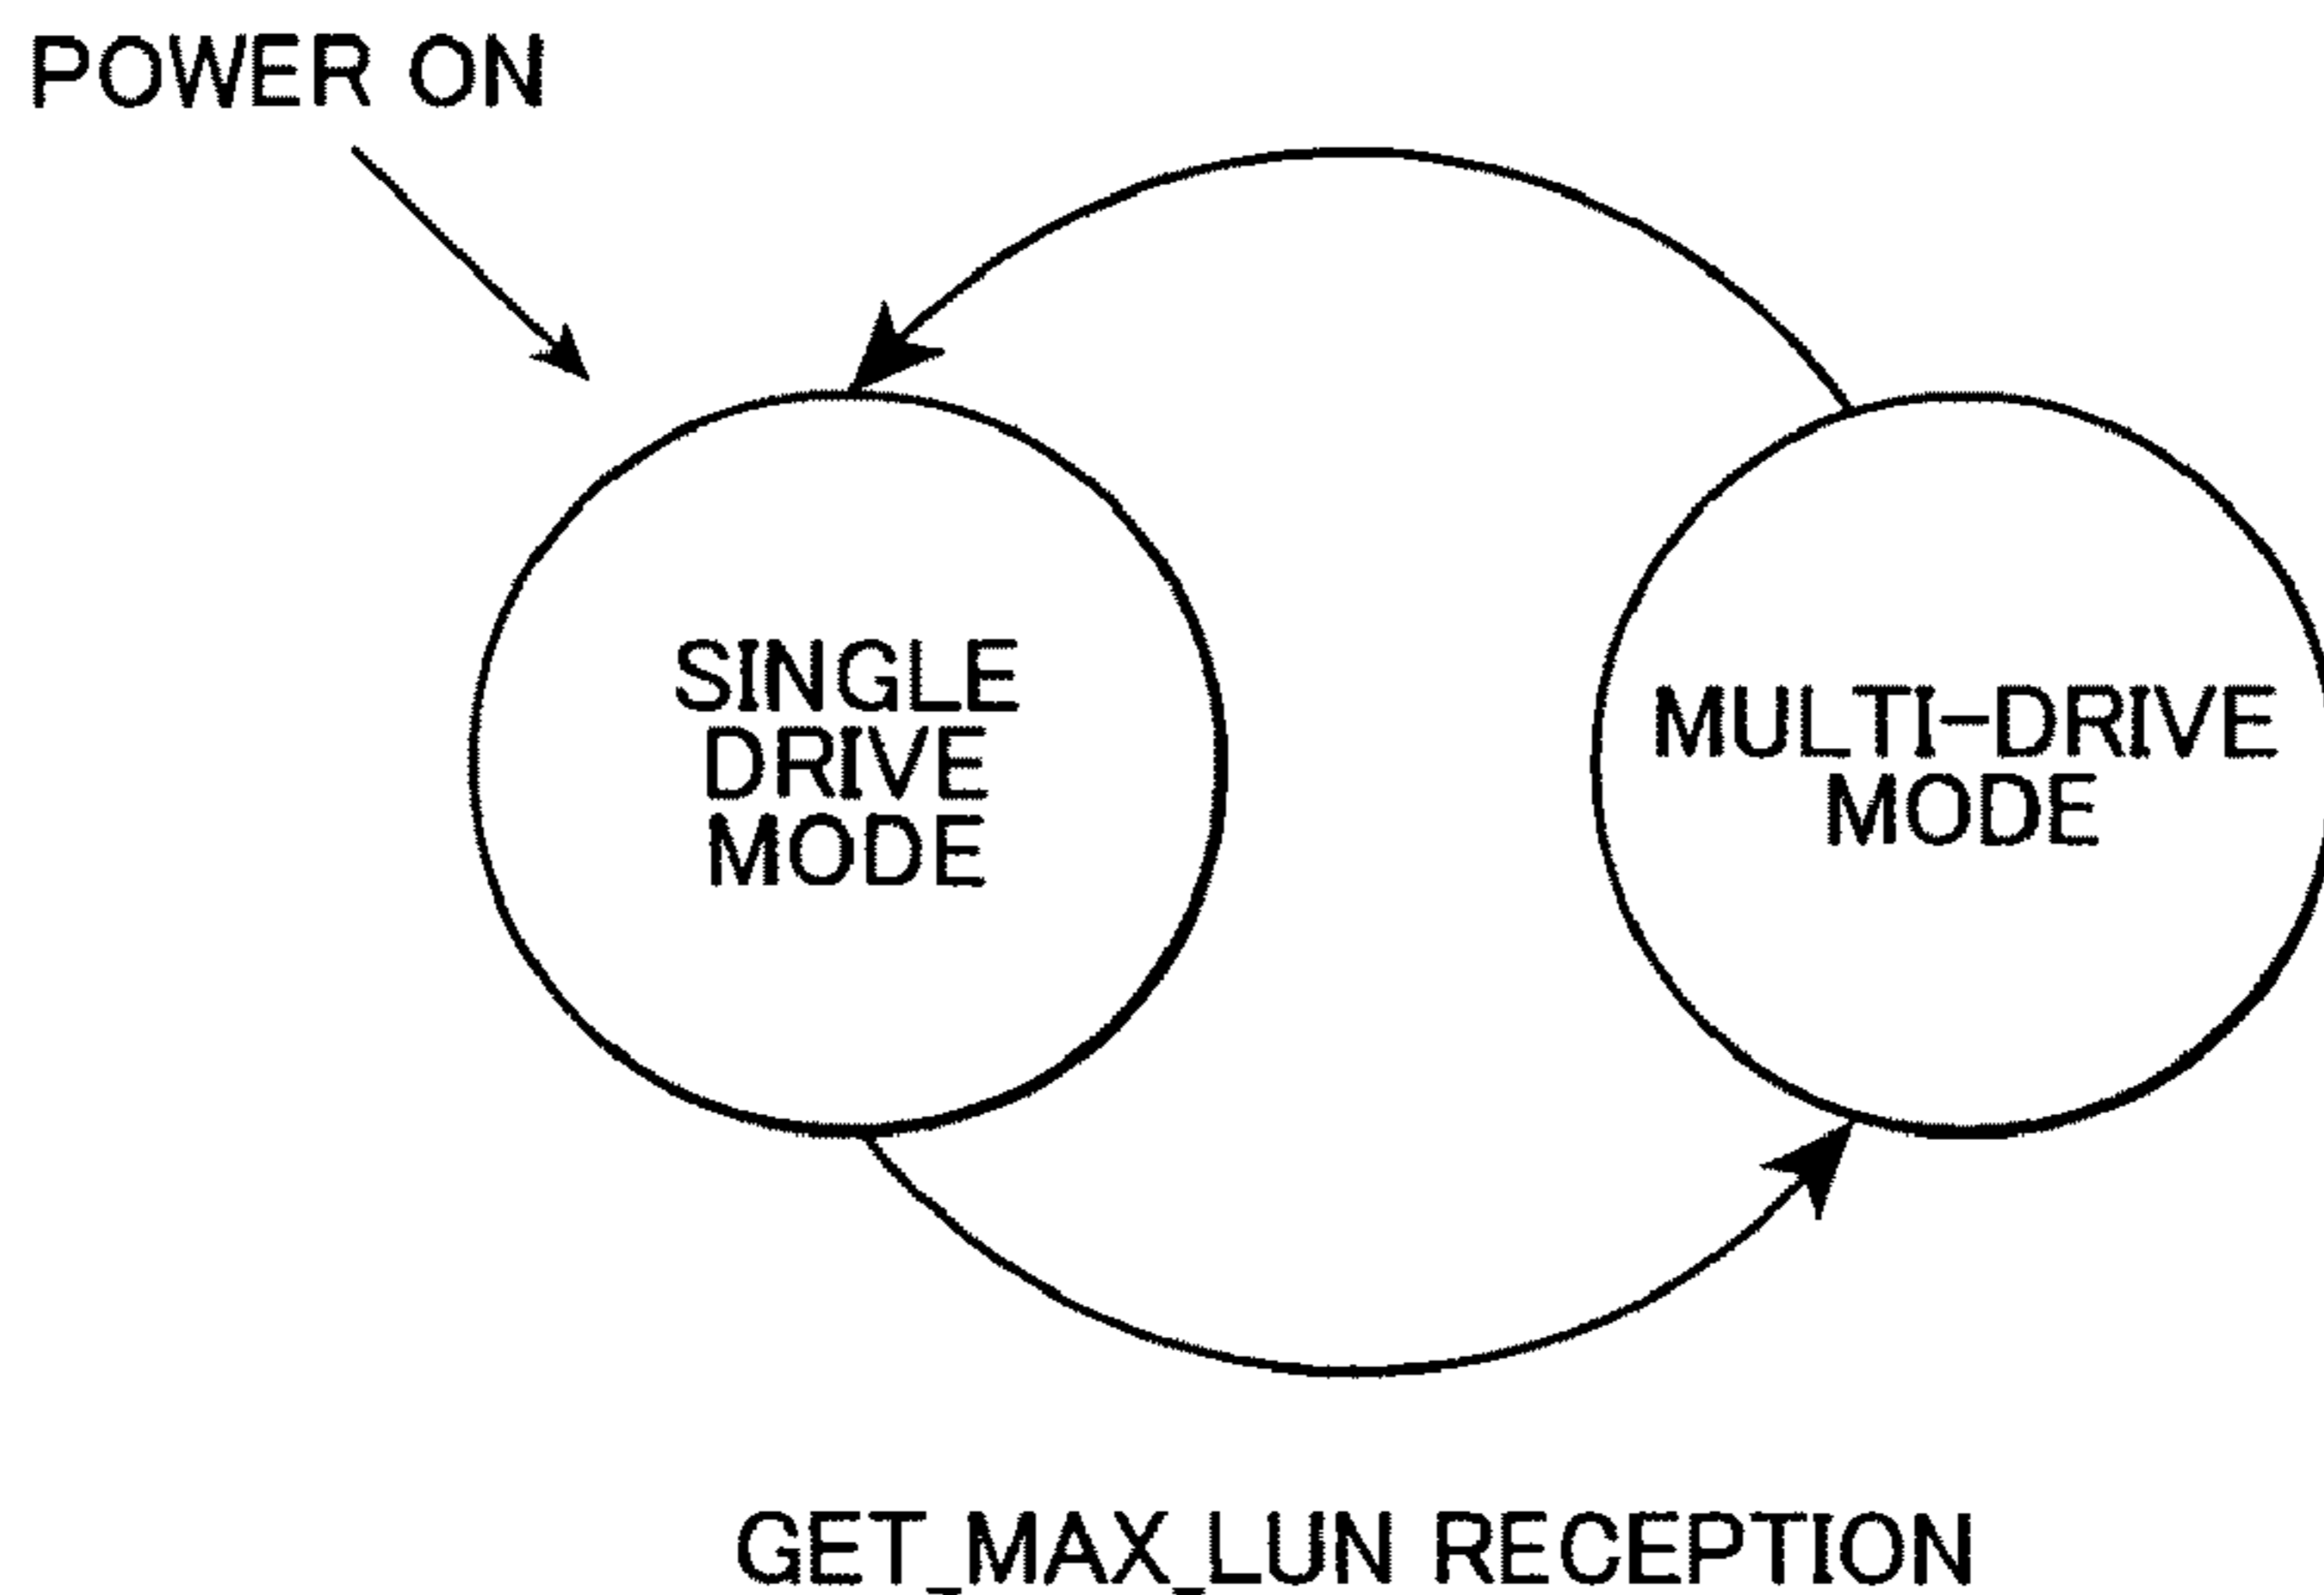 POWER ON
SINGLE
DRIVE
MODE
MULTI-DRIVE
MODE
GET_MAX_LUN RECEPTION